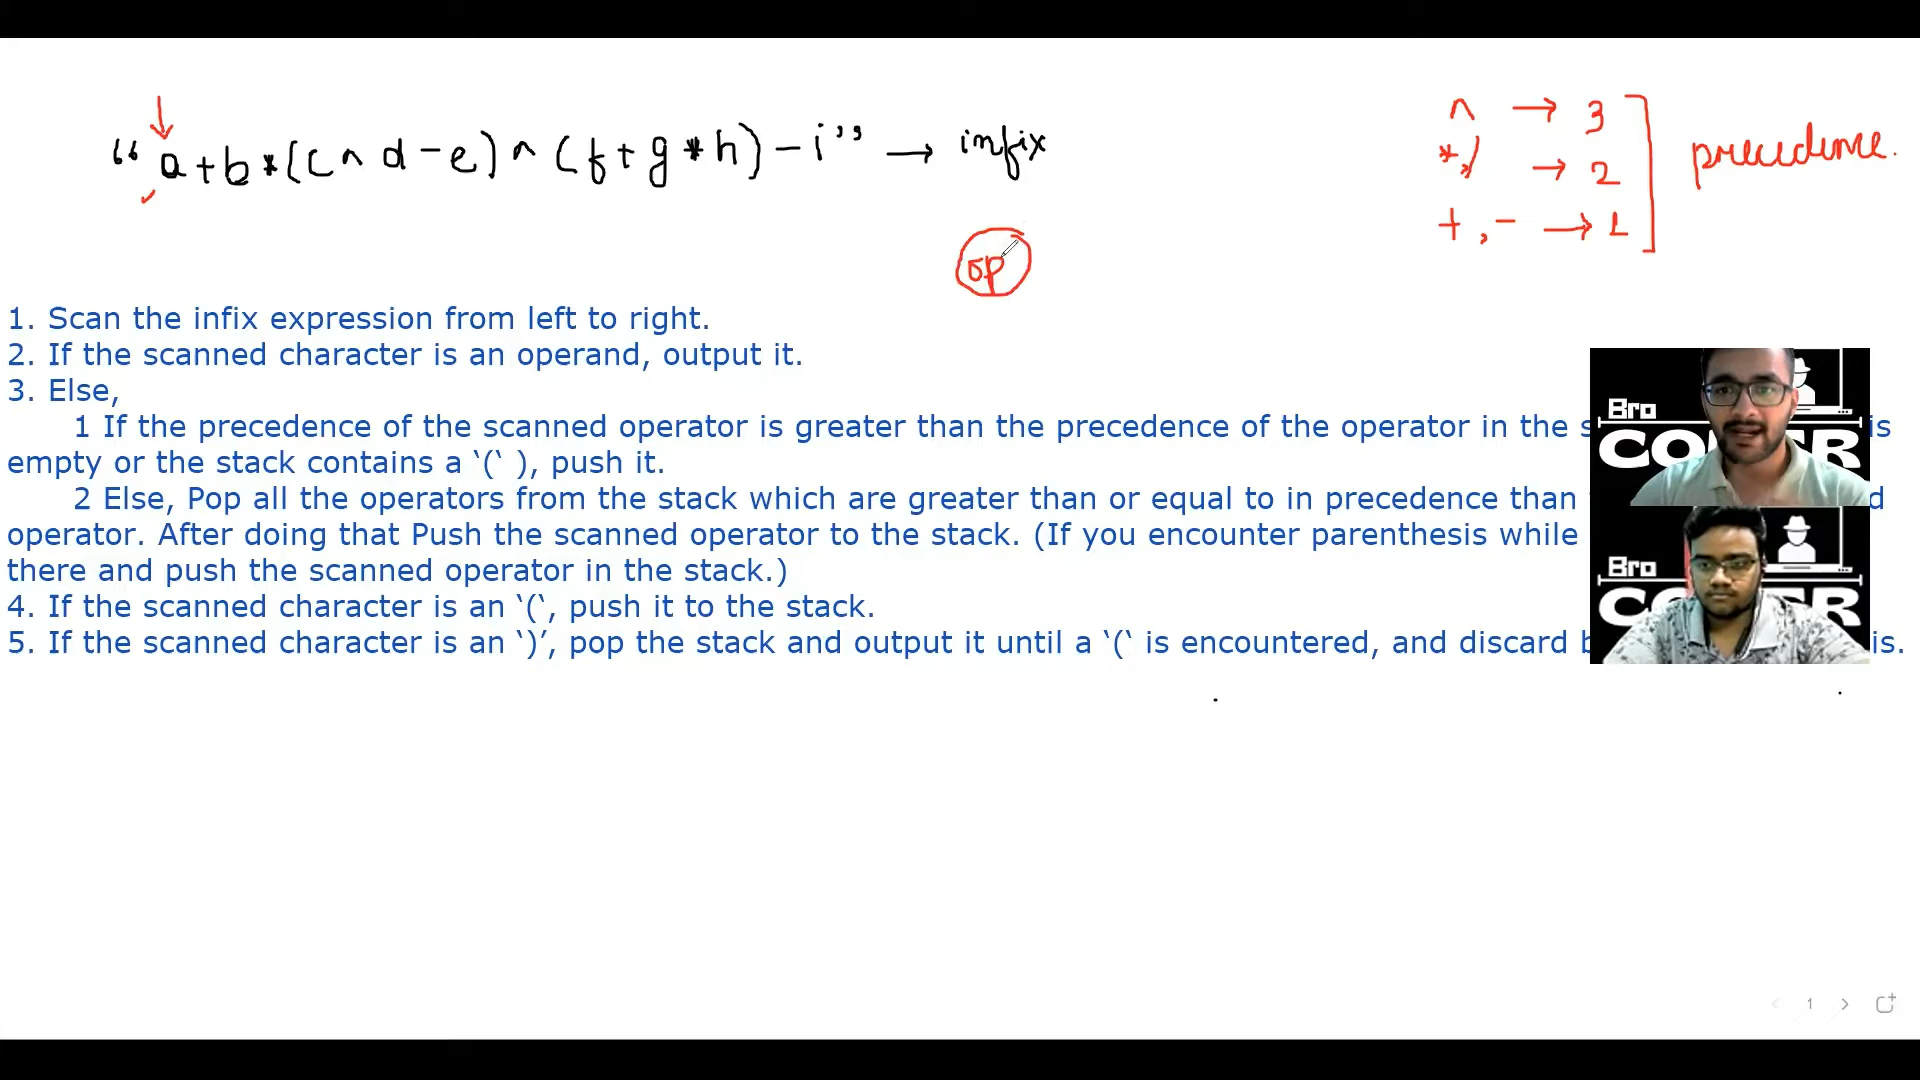 “a+b*(c^d-e)^(f+g*h)-i” → infix
^ → 3
*,/ → 2
+,- → 1
precedence.
op
1. Scan the infix expression from left to right.
2. If the scanned character is an operand, output it.
3. Else,
1 If the precedence of the scanned operator is greater than the precedence of the operator in the s is
empty or the stack contains a ‘(‘ ), push it.
2 Else, Pop all the operators from the stack which are greater than or equal to in precedence than d
operator. After doing that Push the scanned operator to the stack. (If you encounter parenthesis while
there and push the scanned operator in the stack.)
4. If the scanned character is an ‘(‘, push it to the stack.
5. If the scanned character is an ‘)’, pop the stack and output it until a ‘(‘ is encountered, and discard b is.
Bro
Bro
1